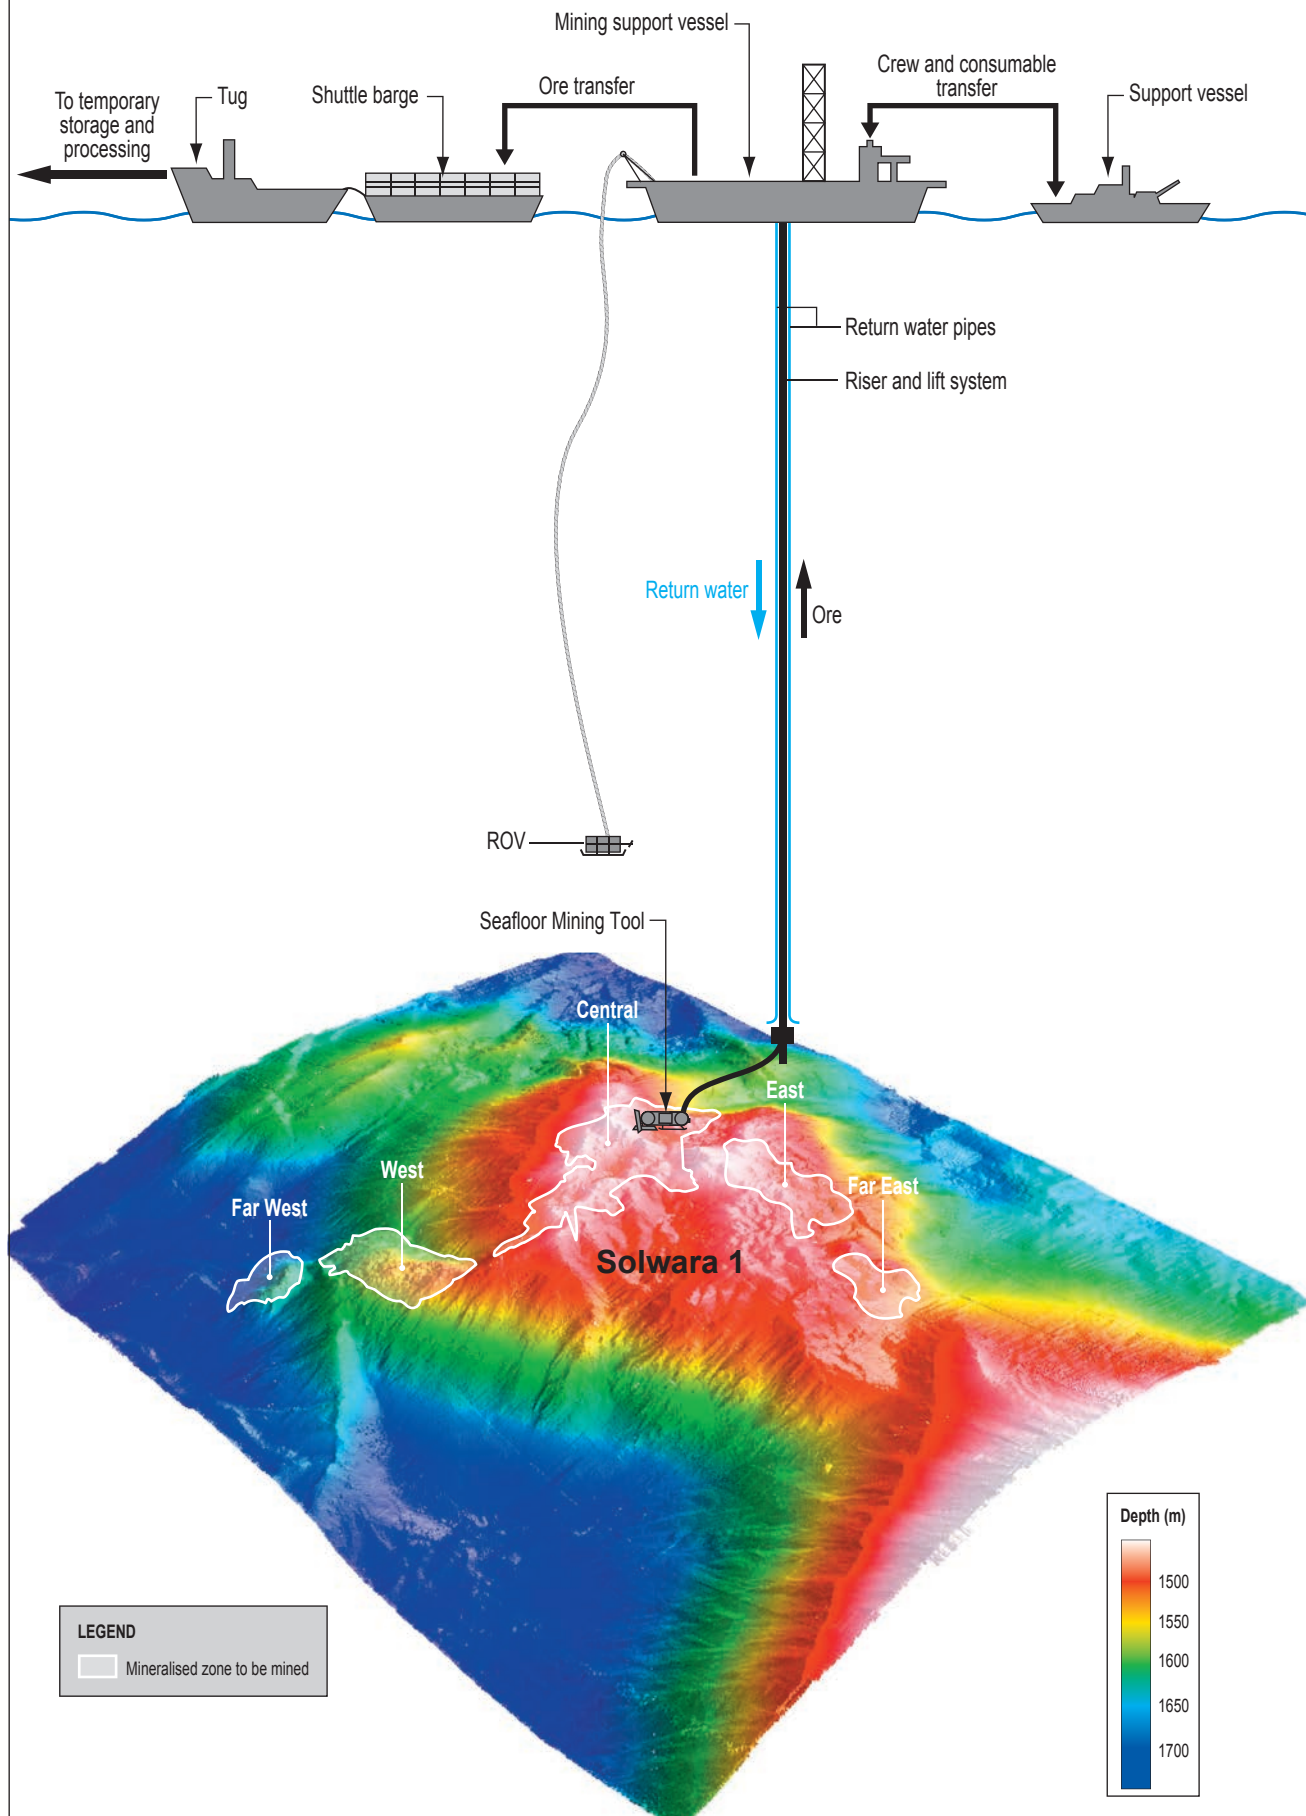 Mining support vessel
Crew and consumable
transfer
To temporary
storage and
processing
Tug
Shuttle barge
Ore transfer
Support vessel
Return water pipes
Riser and lift system
Return water
Ore
ROV
Seafloor Mining Tool
Central
East
West
Far East
Far West
Solwara 1
Depth (m)
1500
1550
1600
1650
1700
LEGEND
Mineralised zone to be mined